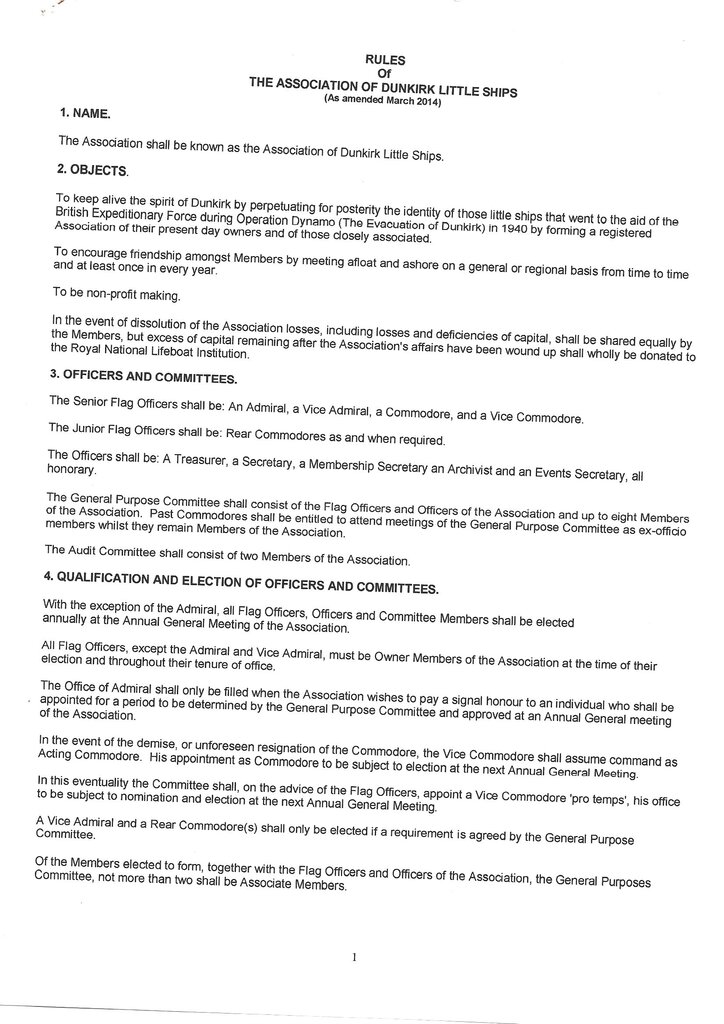 RULES
Of
THE ASSOCIATION OF DUNKIRK LITTLE SHIPS
(As amended March 2014)
1. NAME.
The Association shall be known as the Association of Dunkirk Little Ships.
2. OBJECTS.
To keep alive the spirit of Dunkirk by perpetuating for posterity the identity of those little ships that went to the aid of the
British Expeditionary Force during Operation Dynamo (The Evacuation of Dunkirk) in 1940 by forming a registered
Association of their present day owners and of those closely associated.
To encourage friendship amongst Members by meeting afloat and ashore on a general or regional basis from time to time
and at least once in every year.
To be non-profit making.
In the event of dissolution of the Association losses, including losses and deficiencies of capital, shall be shared equally by
the Members, but excess of capital remaining after the Association's affairs have been wound up shall wholly be donated to
the Royal National Lifeboat Institution.
3. OFFICERS AND COMMITTEES.
The Senior Flag Officers shall be: An Admiral, a Vice Admiral, a Commodore, and a Vice Commodore.
The Junior Flag Officers shall be: Rear Commodores as and when required.
The Officers shall be: A Treasurer, a Secretary, a Membership Secretary an Archivist and an Events Secretary, all
honorary.
The General Purpose Committee shall consist of the Flag Officers and Officers of the Association and up to eight Members
of the Association. Past Commodores shall be entitled to attend meetings of the General Purpose Committee as ex-officio
members whilst they remain Members of the Association.
The Audit Committee shall consist of two Members of the Association.
4. QUALIFICATION AND ELECTION OF OFFICERS AND COMMITTEES.
With the exception of the Admiral, all Flag Officers, Officers and Committee Members shall be elected
annually at the Annual General Meeting of the Association.
All Flag Officers, except the Admiral and Vice Admiral, must be Owner Members of the Association at the time of their
election and throughout their tenure of office.
The Office of Admiral shall only be filled when the Association wishes to pay a signal honour to an individual who shall be
appointed for a period to be determined by the General Purpose Committee and approved at an Annual General meeting
of the Association.
In the event of the demise, or unforeseen resignation of the Commodore, the Vice Commodore shall assume command as
Acting Commodore. His appointment as Commodore to be subject to election at the next Annual General Meeting.
In this eventuality the Committee shall, on the advice of the Flag Officers, appoint a Vice Commodore 'pro temps', his office
to be subject to nomination and election at the next Annual General Meeting.
A Vice Admiral and a Rear Commodore(s) shall only be elected if a requirement is agreed by the General Purpose
Committee.
Of the Members elected to form, together with the Flag Officers and Officers of the Association, the General Purposes
Committee, not more than two shall be Associate Members.
1